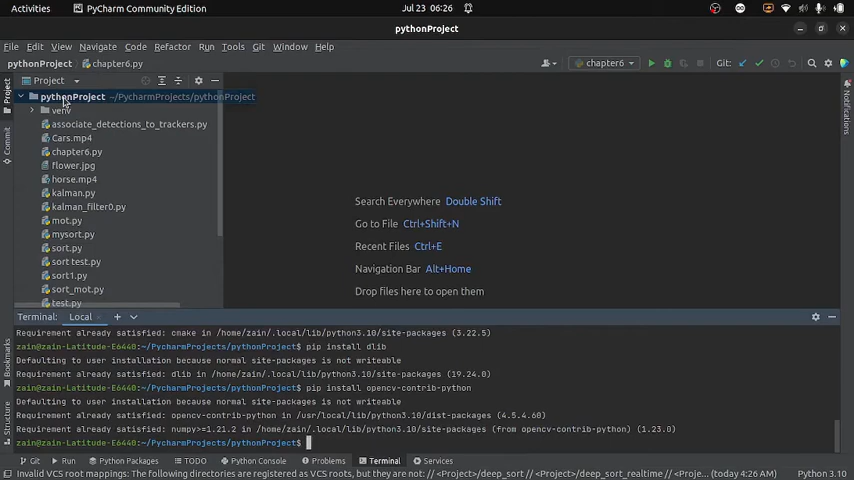 Activities
PyCharm Community Edition
Jul 23 06:26
pythonProject
File Edit View Navigate Code Refactor Run Tools Git Window Help
pythonProject
chapter6.py
chapter6
Git:
Project
pythonProject ~/PycharmProjects/pythonProject
venv
associate_detections_to_trackers.py
Cars.mp4
chapter6.py
flower.jpg
horse.mp4
kalman.py
kalman_filter0.py
mot.py
mysort.py
sort.py
sort test.py
sort1.py
sort_mot.py
test.py
Project
Commit
Bookmarks
Structure
Notifications
Search Everywhere Double Shift
Go to File Ctrl+Shift+N
Recent Files Ctrl+E
Navigation Bar Alt+Home
Drop files here to open them
Terminal: Local
Requirement already satisfied: cmake in /home/zain/.local/lib/python3.10/site-packages (3.22.5)
zain@zain-Latitude-E6440:~/PycharmProjects/pythonProject$ pip install dlib
Defaulting to user installation because normal site-packages is not writeable
Requirement already satisfied: dlib in /home/zain/.local/lib/python3.10/site-packages (19.24.0)
zain@zain-Latitude-E6440:~/PycharmProjects/pythonProject$ pip install opencv-contrib-python
Defaulting to user installation because normal site-packages is not writeable
Requirement already satisfied: opencv-contrib-python in /usr/local/lib/python3.10/dist-packages (4.5.4.60)
Requirement already satisfied: numpy>=1.21.2 in /home/zain/.local/lib/python3.10/site-packages (from opencv-contrib-python) (1.23.0)
zain@zain-Latitude-E6440:~/PycharmProjects/pythonProject$
Git Run Python Packages TODO Python Console Problems Terminal Services
Invalid VCS root mappings: The following directories are registered as VCS roots, but they are not: // <Project>/deep_sort // <Project>/deep_sort_realtime // <Proje... (today 4:26 AM)
Python 3.10